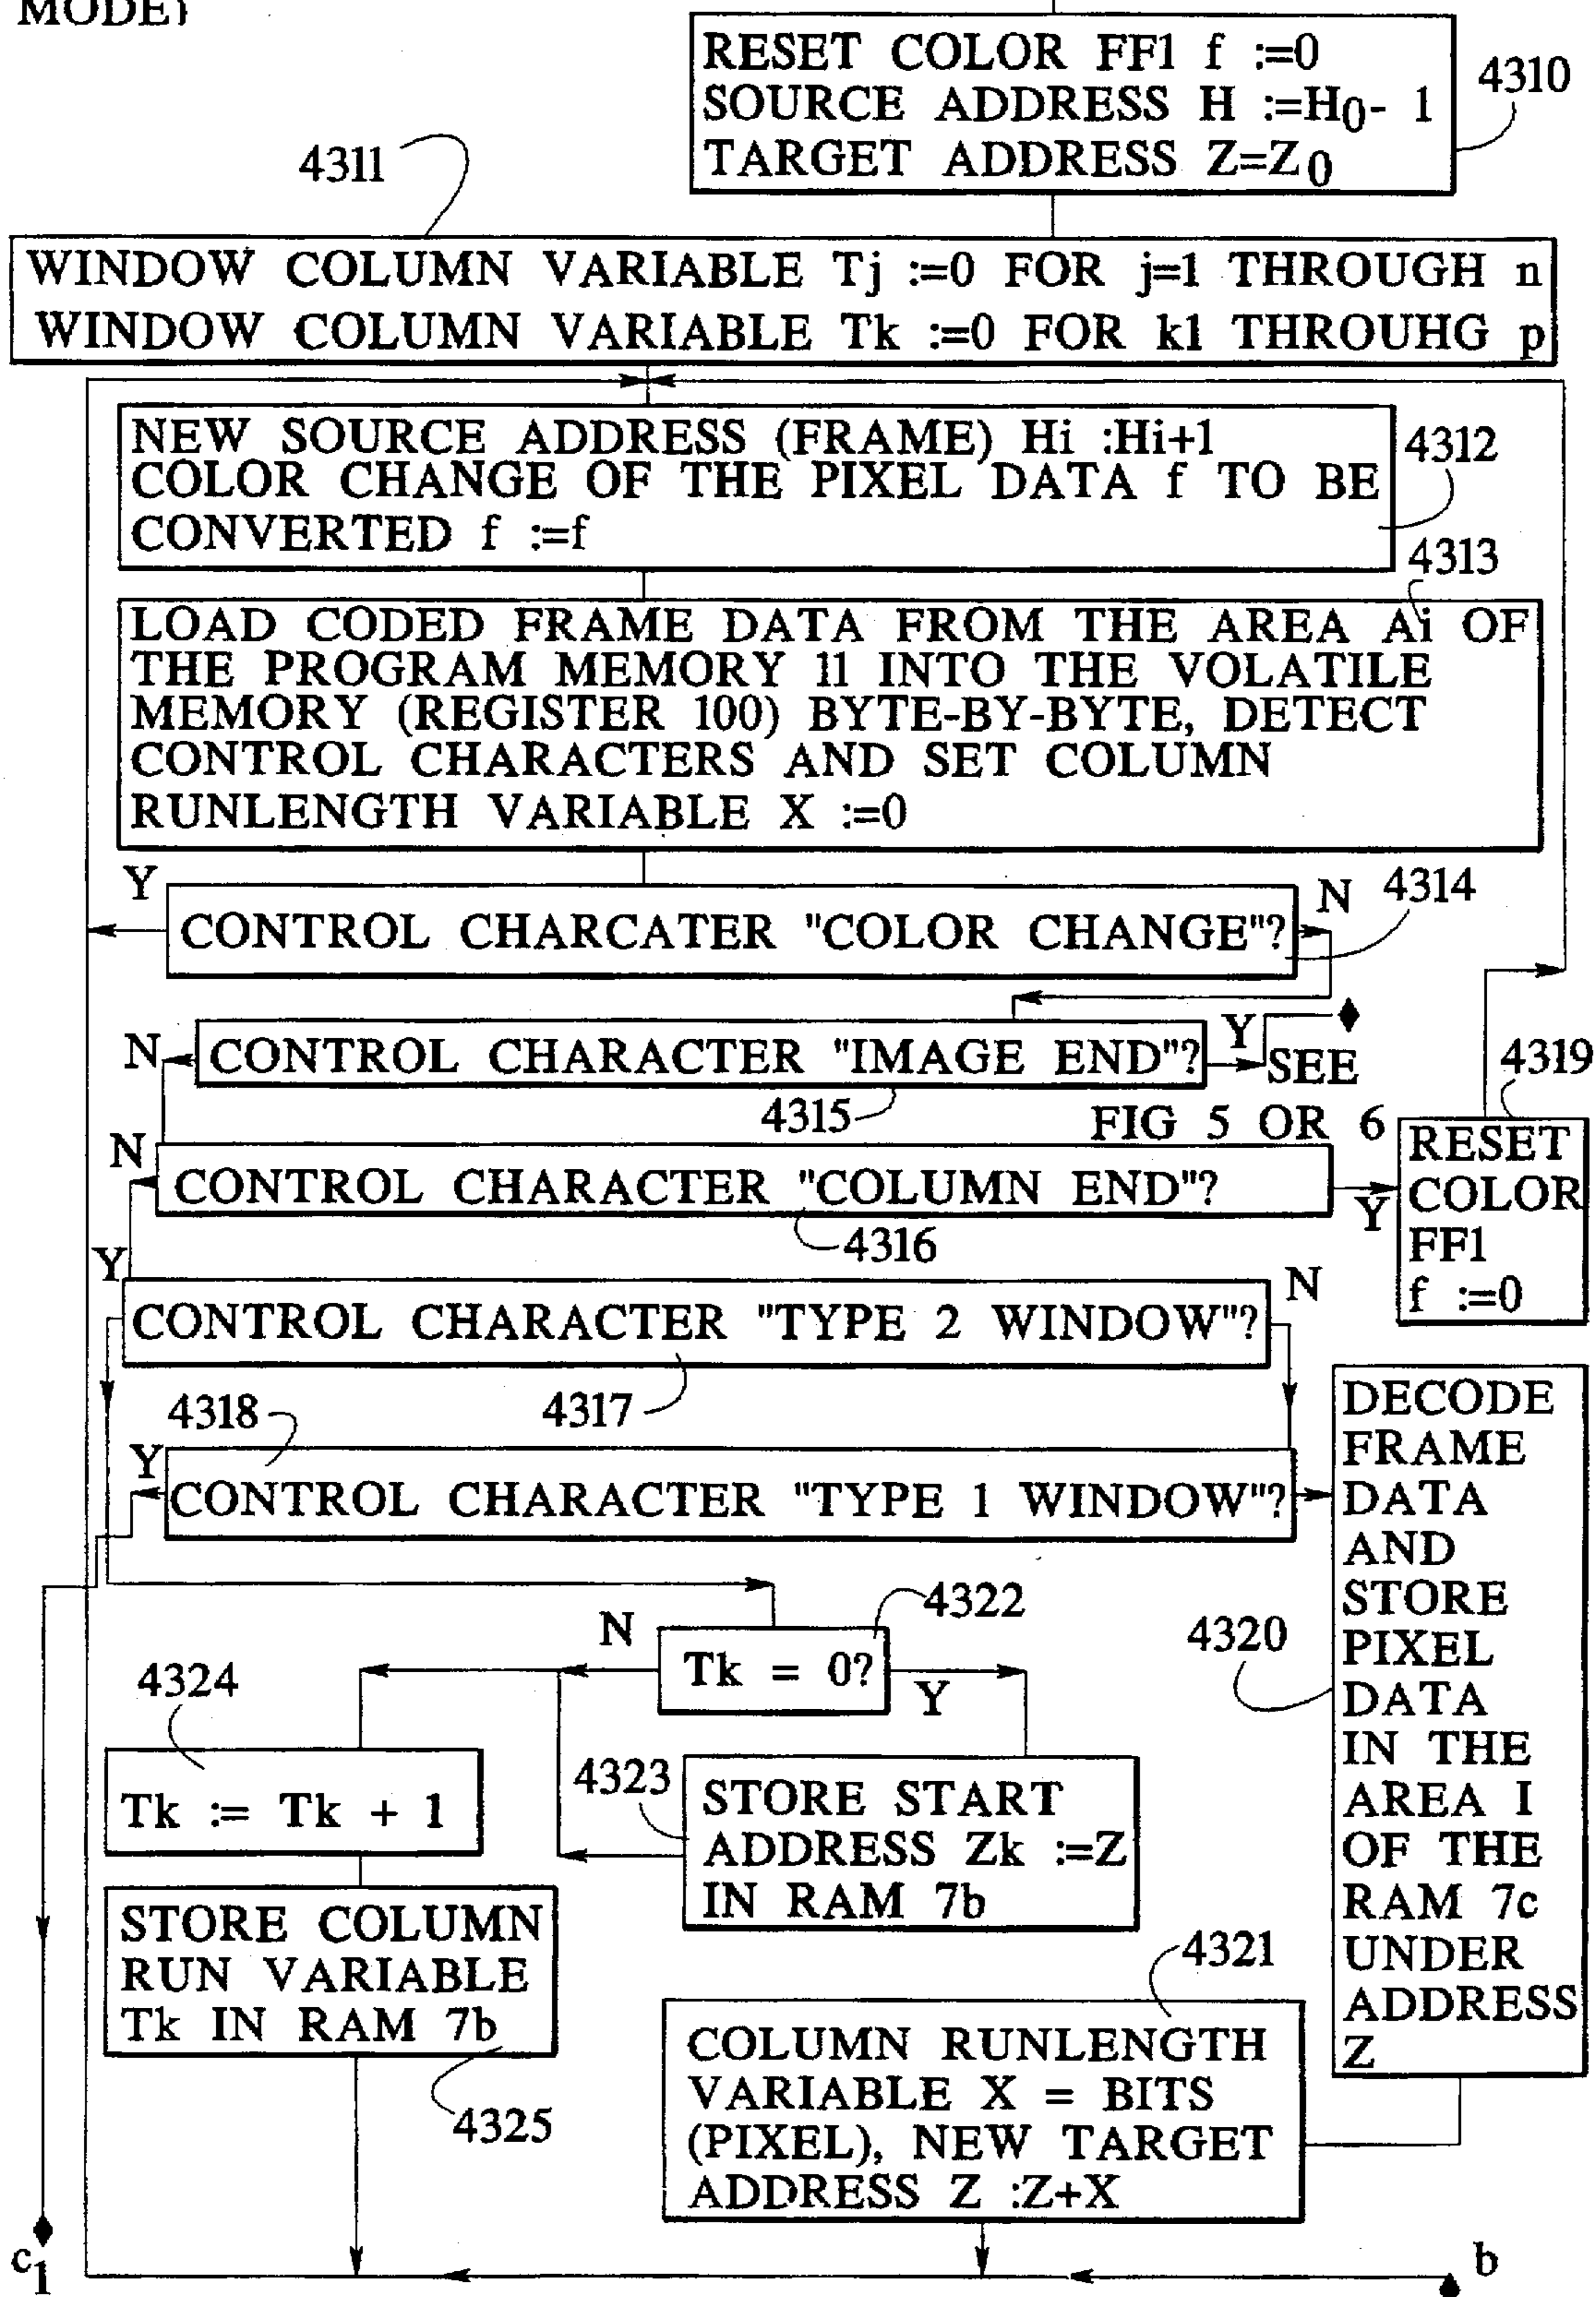 MODE)
RESET COLOR FF1 f :=0
SOURCE ADDRESS H :=H0- 1
TARGET ADDRESS Z=Z0
4310
4311
WINDOW COLUMN VARIABLE Tj :=0 FOR j=1 THROUGH n
WINDOW COLUMN VARIABLE Tk :=0 FOR k1 THROUHG p
NEW SOURCE ADDRESS (FRAME) Hi :Hi+1
COLOR CHANGE OF THE PIXEL DATA f TO BE
CONVERTED f :=f
4312
4313
LOAD CODED FRAME DATA FROM THE AREA Ai OF
THE PROGRAM MEMORY 11 INTO THE VOLATILE
MEMORY (REGISTER 100) BYTE-BY-BYTE, DETECT
CONTROL CHARACTERS AND SET COLUMN
RUNLENGTH VARIABLE X :=0
Y
CONTROL CHARCATER "COLOR CHANGE"?
N
4314
N
CONTROL CHARACTER "IMAGE END"?
Y
SEE
FIG 5 OR 6
4315
4319
N
CONTROL CHARACTER "COLUMN END"?
Y
4316
RESET
COLOR
FF1
f :=0
Y
CONTROL CHARACTER "TYPE 2 WINDOW"?
N
4317
4318
Y
CONTROL CHARACTER "TYPE 1 WINDOW"?
DECODE
FRAME
DATA
AND
STORE
PIXEL
DATA
IN THE
AREA I
OF THE
RAM 7c
UNDER
ADDRESS
Z
4320
4322
N
Tk = 0?
Y
4324
Tk := Tk + 1
4323
STORE START
ADDRESS Zk :=Z
IN RAM 7b
STORE COLUMN
RUN VARIABLE
Tk IN RAM 7b
4325
4321
COLUMN RUNLENGTH
VARIABLE X = BITS
(PIXEL), NEW TARGET
ADDRESS Z :Z+X
c1
b